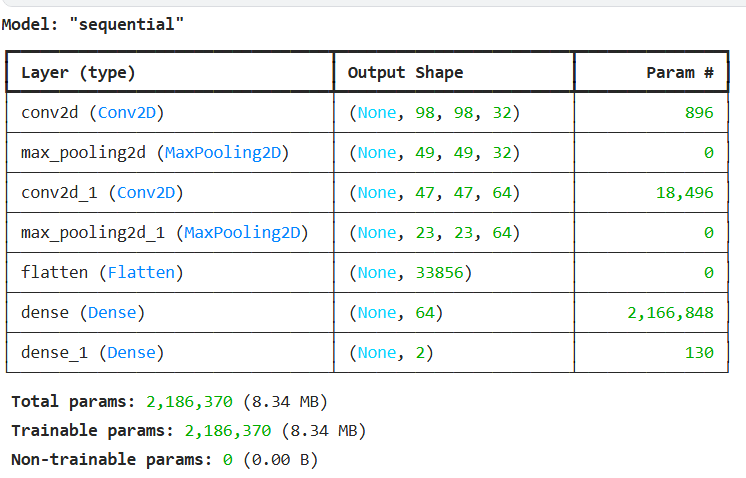 Model: "sequential"
Layer (type) Output Shape Param #
conv2d (Conv2D) (None, 98, 98, 32) 896
max_pooling2d (MaxPooling2D) (None, 49, 49, 32) 0
conv2d_1 (Conv2D) (None, 47, 47, 64) 18,496
max_pooling2d_1 (MaxPooling2D) (None, 23, 23, 64) 0
flatten (Flatten) (None, 33856) 0
dense (Dense) (None, 64) 2,166,848
dense_1 (Dense) (None, 2) 130
Total params: 2,186,370 (8.34 MB)
Trainable params: 2,186,370 (8.34 MB)
Non-trainable params: 0 (0.00 B)